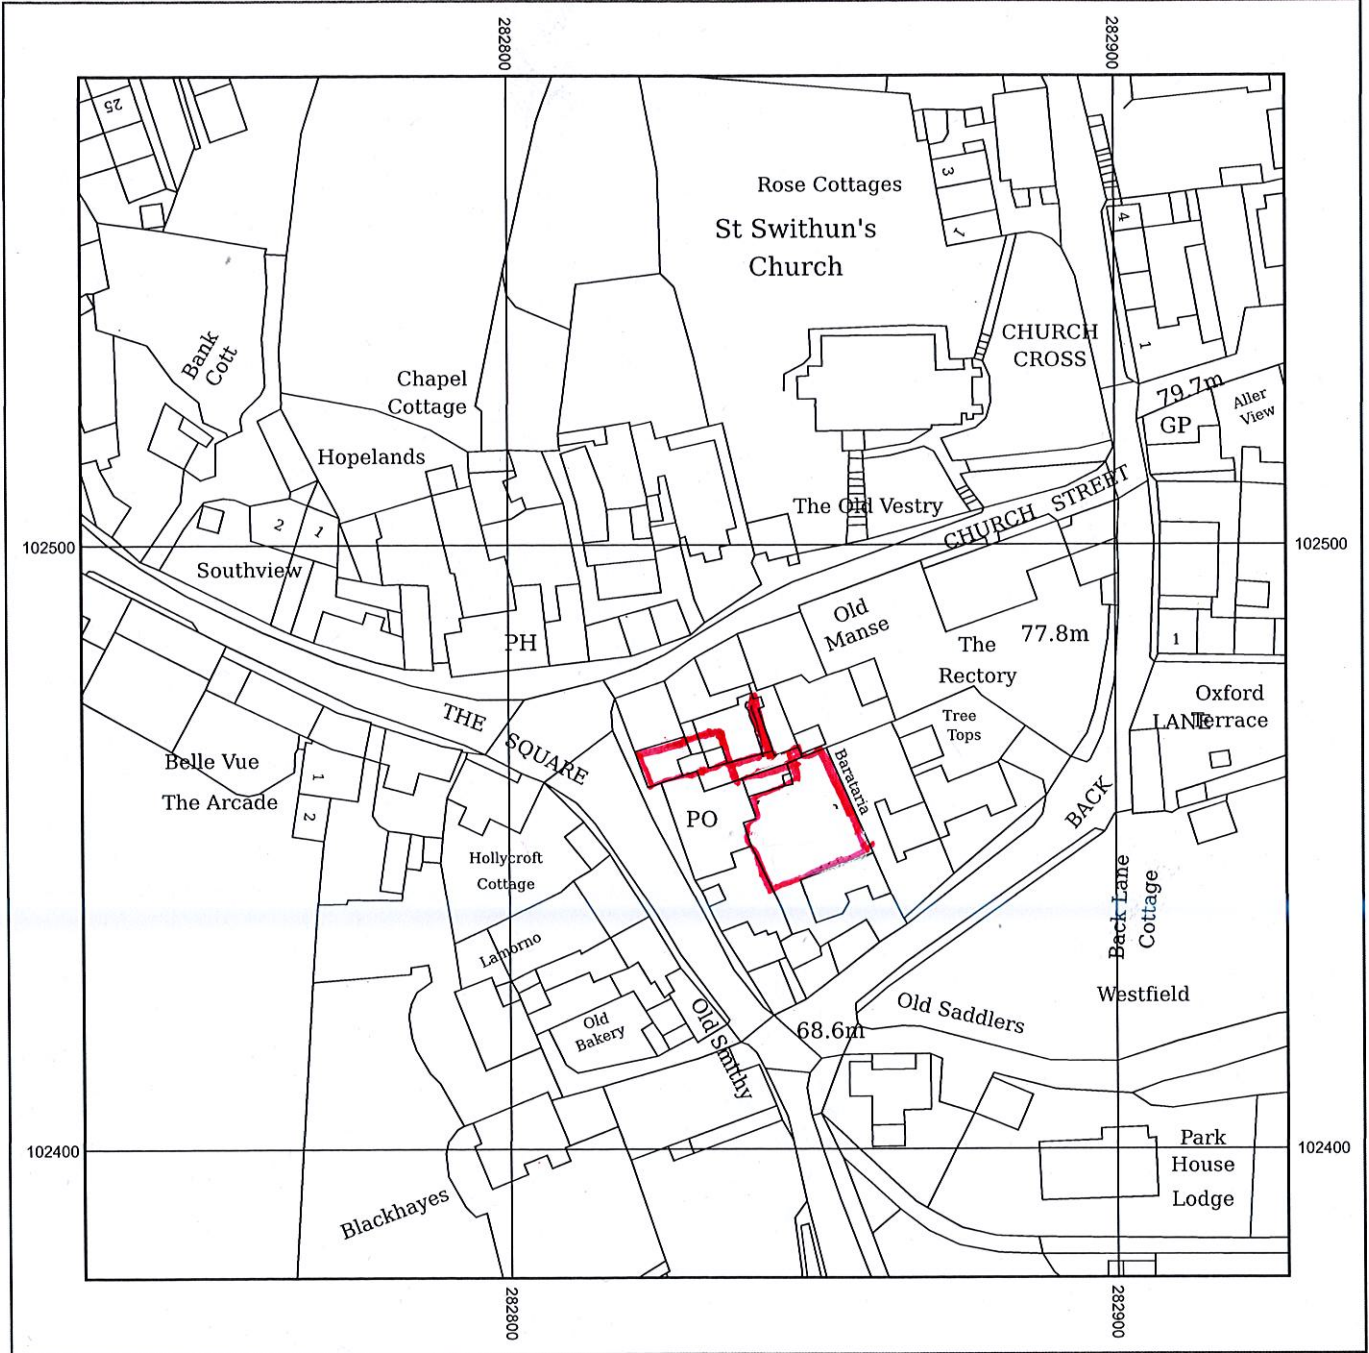 282800
282900
25
3
Rose Cottages
1
St Swithun's
Church
4
CHURCH
CROSS
Bank
Cott
1
Chapel
Cottage
79.7m
Aller
View
GP
Hopelands
The Old Vestry
CHURCH STREET
2
1
102500
102500
Southview
Old
Manse
PH
The
Rectory
77.8m
1
THE SQUARE
Tree
Tops
Oxford
Terrace
LANE
Belle Vue
The Arcade
1
2
Barataria
PO
BACK
Hollycroft
Cottage
Back Lane
Cottage
Lamorno
Westfield
Old Saddlers
Old
Bakery
Old Smithy
68.6m
102400
102400
Park
House
Lodge
Blackhayes
282800
282900